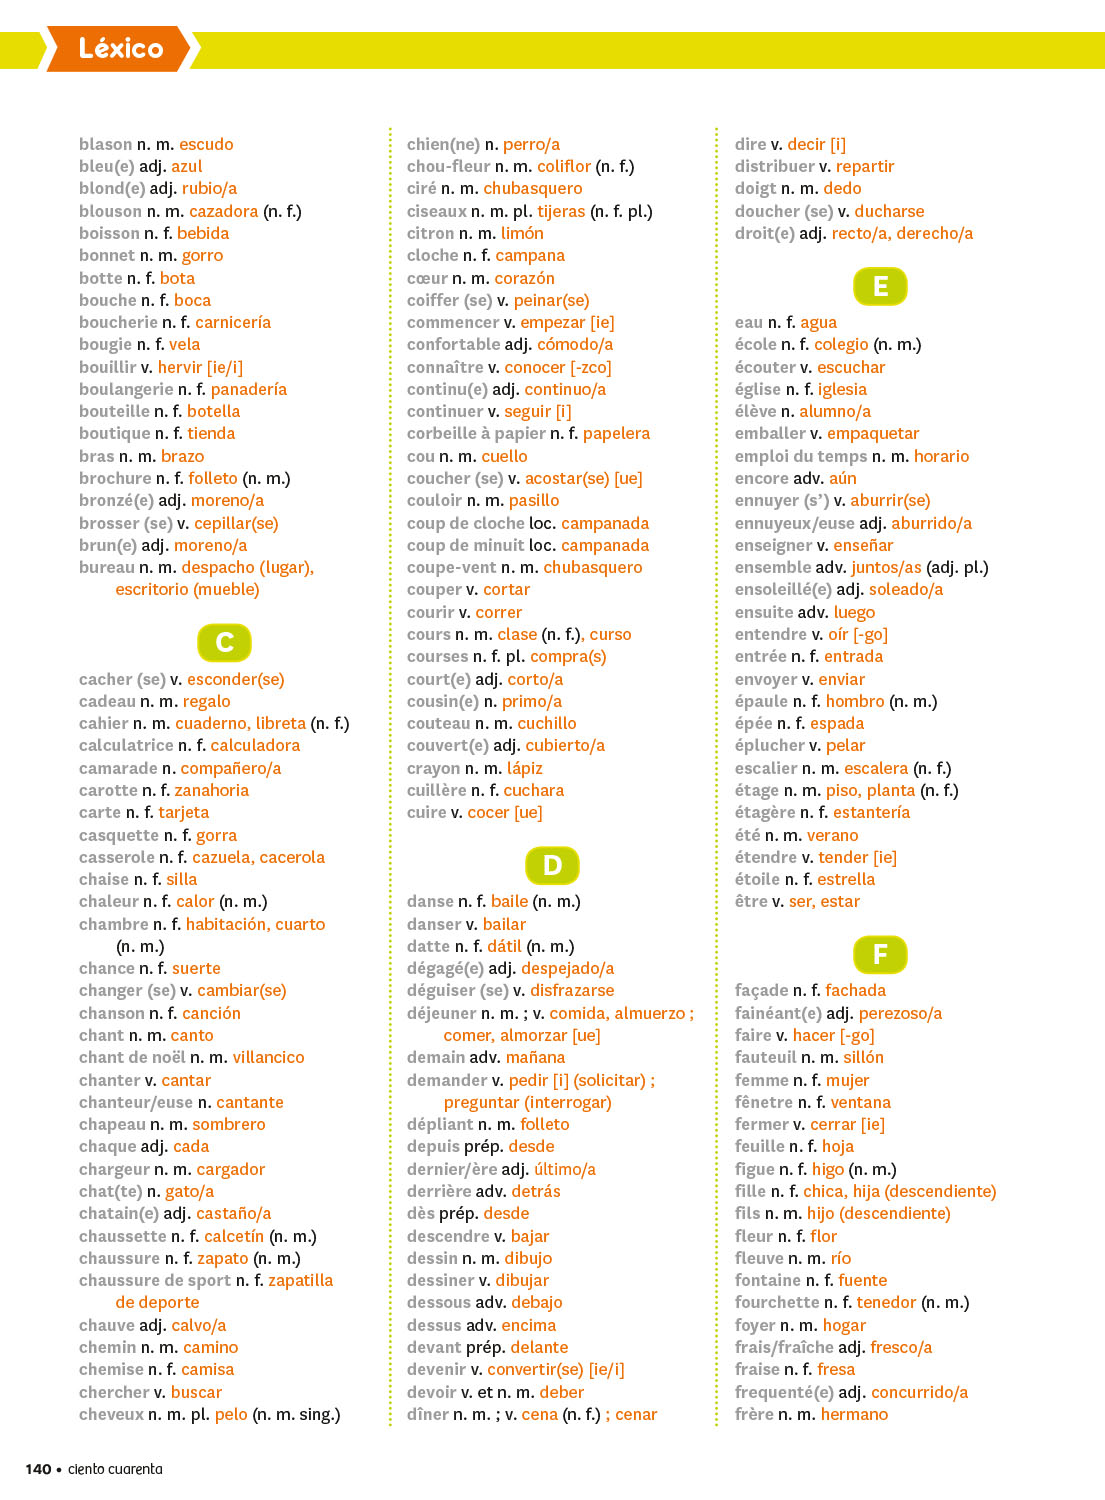 Léxico
blason n. m. escudo
bleu(e) adj. azul
blond(e) adj. rubio/a
blouson n. m. cazadora (n. f.)
boisson n. f. bebida
bonnet n. m. gorro
botte n. f. bota
bouche n. f. boca
boucherie n. f. carnicería
bougie n. f. vela
bouillir v. hervir [ie/i]
boulangerie n. f. panadería
bouteille n. f. botella
boutique n. f. tienda
bras n. m. brazo
brochure n. f. folleto (n. m.)
bronzé(e) adj. moreno/a
brosser (se) v. cepillar(se)
brun(e) adj. moreno/a
bureau n. m. despacho (lugar),
escritorio (mueble)
C
cacher (se) v. esconder(se)
cadeau n. m. regalo
cahier n. m. cuaderno, libreta (n. f.)
calculatrice n. f. calculadora
camarade n. compañero/a
carotte n. f. zanahoria
carte n. f. tarjeta
casquette n. f. gorra
casserole n. f. cazuela, cacerola
chaise n. f. silla
chaleur n. f. calor (n. m.)
chambre n. f. habitación, cuarto
(n. m.)
chance n. f. suerte
changer (se) v. cambiar(se)
chanson n. f. canción
chant n. m. canto
chant de noël n. m. villancico
chanter v. cantar
chanteur/euse n. cantante
chapeau n. m. sombrero
chaque adj. cada
chargeur n. m. cargador
chat(te) n. gato/a
chatain(e) adj. castaño/a
chaussette n. f. calcetín (n. m.)
chaussure n. f. zapato (n. m.)
chaussure de sport n. f. zapatilla
de deporte
chauve adj. calvo/a
chemin n. m. camino
chemise n. f. camisa
chercher v. buscar
cheveux n. m. pl. pelo (n. m. sing.)
chien(ne) n. perro/a
chou-fleur n. m. coliflor (n. f.)
ciré n. m. chubasquero
ciseaux n. m. pl. tijeras (n. f. pl.)
citron n. m. limón
cloche n. f. campana
cœur n. m. corazón
coiffer (se) v. peinar(se)
commencer v. empezar [ie]
confortable adj. cómodo/a
connaître v. conocer [-zco]
continu(e) adj. continuo/a
continuer v. seguir [i]
corbeille à papier n. f. papelera
cou n. m. cuello
coucher (se) v. acostar(se) [ue]
couloir n. m. pasillo
coup de cloche loc. campanada
coup de minuit loc. campanada
coupe-vent n. m. chubasquero
couper v. cortar
courir v. correr
cours n. m. clase (n. f.), curso
courses n. f. pl. compra(s)
court(e) adj. corto/a
cousin(e) n. primo/a
couteau n. m. cuchillo
couvert(e) adj. cubierto/a
crayon n. m. lápiz
cuillère n. f. cuchara
cuire v. cocer [ue]
D
danse n. f. baile (n. m.)
danser v. bailar
datte n. f. dátil (n. m.)
dégagé(e) adj. despejado/a
déguiser (se) v. disfrazarse
déjeuner n. m. ; v. comida, almuerzo ;
comer, almorzar [ue]
demain adv. mañana
demander v. pedir [i] (solicitar) ;
preguntar (interrogar)
dépliant n. m. folleto
depuis prép. desde
dernier/ère adj. último/a
derrière adv. detrás
dès prép. desde
descendre v. bajar
dessin n. m. dibujo
dessiner v. dibujar
dessous adv. debajo
dessus adv. encima
devant prép. delante
devenir v. convertir(se) [ie/i]
devoir v. et n. m. deber
dîner n. m. ; v. cena (n. f.) ; cenar
dire v. decir [i]
distribuer v. repartir
doigt n. m. dedo
doucher (se) v. ducharse
droit(e) adj. recto/a, derecho/a
E
eau n. f. agua
école n. f. colegio (n. m.)
écouter v. escuchar
église n. f. iglesia
élève n. alumno/a
emballer v. empaquetar
emploi du temps n. m. horario
encore adv. aún
ennuyer (s') v. aburrir(se)
ennuyeux/euse adj. aburrido/a
enseigner v. enseñar
ensemble adv. juntos/as (adj. pl.)
ensoleillé(e) adj. soleado/a
ensuite adv. luego
entendre v. oír [-go]
entrée n. f. entrada
envoyer v. enviar
épaule n. f. hombro (n. m.)
épée n. f. espada
éplucher v. pelar
escalier n. m. escalera (n. f.)
étage n. m. piso, planta (n. f.)
étagère n. f. estantería
été n. m. verano
étendre v. tender [ie]
étoile n. f. estrella
être v. ser, estar
F
façade n. f. fachada
fainéant(e) adj. perezoso/a
faire v. hacer [-go]
fauteuil n. m. sillón
femme n. f. mujer
fênetre n. f. ventana
fermer v. cerrar [ie]
feuille n. f. hoja
figue n. f. higo (n. m.)
fille n. f. chica, hija (descendiente)
fils n. m. hijo (descendiente)
fleur n. f. flor
fleuve n. m. río
fontaine n. f. fuente
fourchette n. f. tenedor (n. m.)
foyer n. m. hogar
frais/fraîche adj. fresco/a
fraise n. f. fresa
frequenté(e) adj. concurrido/a
frère n. m. hermano
140 • ciento cuarenta